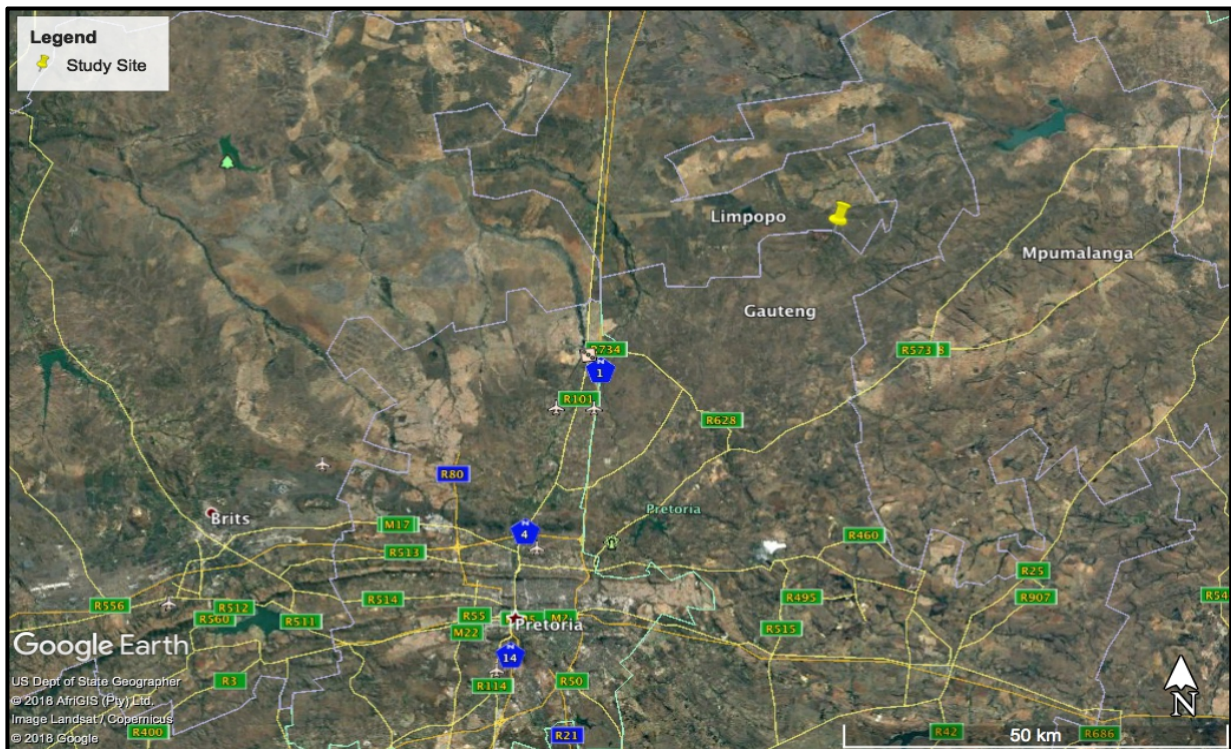 Legend
Study Site
Limpopo
Mpumalanga
Gauteng
R734
R573 8
1
R101
R628
R80
Pretoria
Brits
M17
4
R460
R513
R25
R556
R512
R514
R495
R907
R54
R560
R511
R55
M22
Pretoria
R515
Google Earth
14
US Dept of State Geographer
R3
R114
R50
© 2018 AfriGIS (Pty) Ltd.
Image Landsat / Copernicus
© 2018 Google
R400
R21
50 km
R42
R686
N